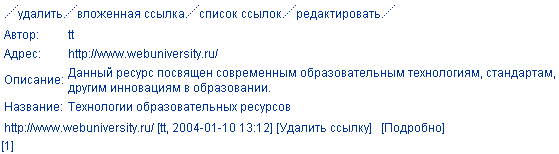 удалить вложенная ссылка список ссылок редактировать
Автор: tt
Адрес: http://www.webuniversity.ru/
Описание: Данный ресурс посвящен современным образовательным технологиям, стандартам,
другим инновациям в образовании.
Название: Технологии образовательных ресурсов
http://www.webuniversity.ru/ [tt, 2004-01-10 13:12] [Удалить ссылку] [Подробно]
[1]